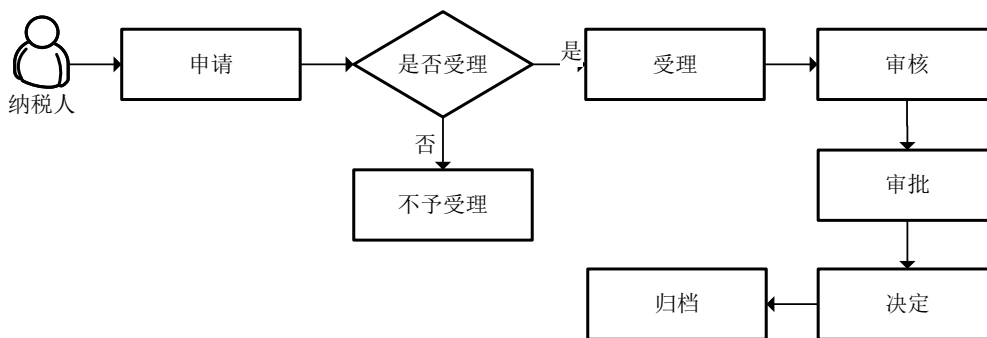 纳税人
申请
是否受理
是
受理
审核
否
不予受理
审批
决定
归档